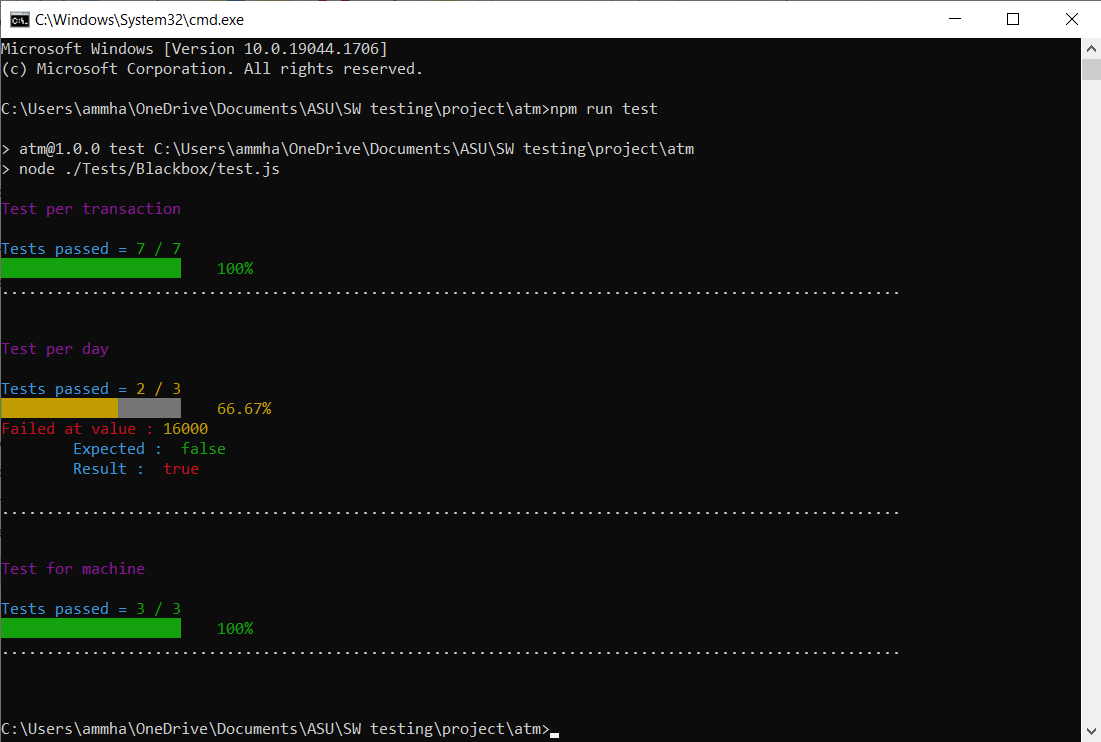 C:\Windows\System32\cmd.exe
Microsoft Windows [Version 10.0.19044.1706]
(c) Microsoft Corporation. All rights reserved.
C:\Users\ammha\OneDrive\Documents\ASU\SW testing\project\atm>npm run test
> atm@1.0.0 test C:\Users\ammha\OneDrive\Documents\ASU\SW testing\project\atm
> node ./Tests/Blackbox/test.js
Test per transaction
Tests passed = 7 / 7
100%
....................................................................................................
Test per day
Tests passed = 2 / 3
66.67%
Failed at value : 16000
Expected : false
Result : true
....................................................................................................
Test for machine
Tests passed = 3 / 3
100%
....................................................................................................
C:\Users\ammha\OneDrive\Documents\ASU\SW testing\project\atm>